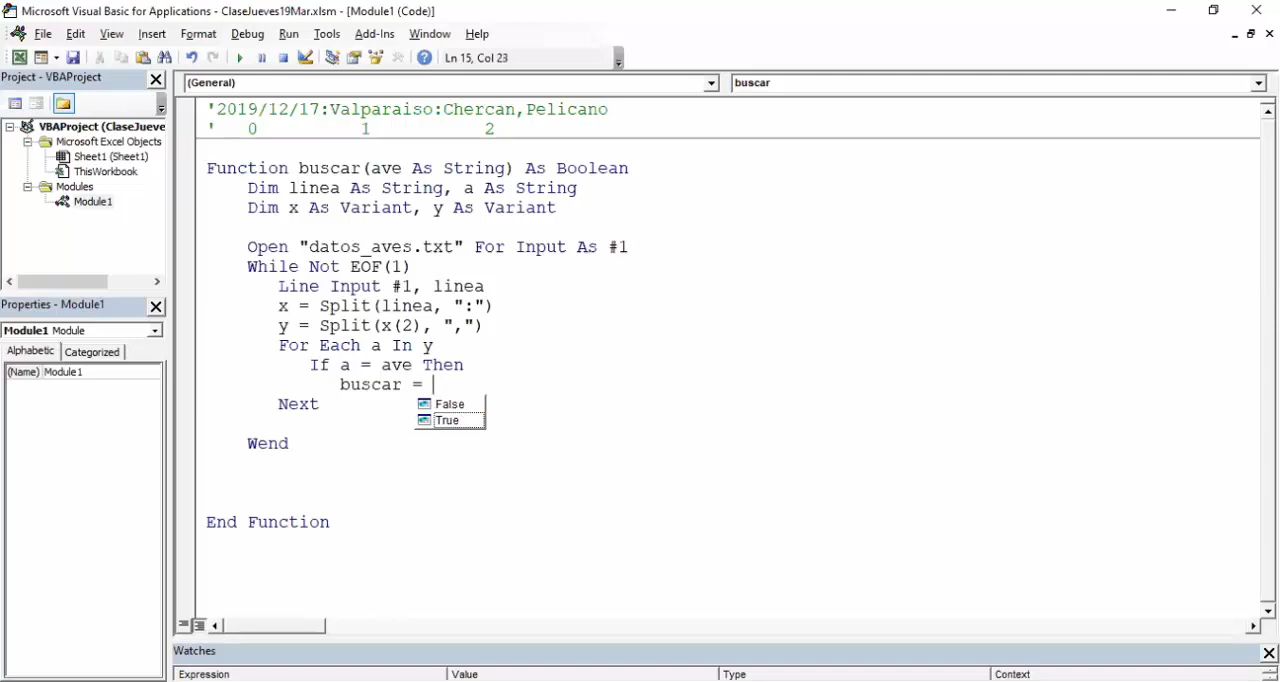 Microsoft Visual Basic for Applications - ClaseJueves19Mar.xlsm - [Module1 (Code)]
File Edit View Insert Format Debug Run Tools Add-Ins Window Help
Ln 15, Col 23
Project - VBAProject
VBAProject (ClaseJueve
Microsoft Excel Objects
Sheet1 (Sheet1)
ThisWorkbook
Modules
Module1
Properties - Module1
Module1 Module
Alphabetic Categorized
(Name) Module1
(General) buscar
'2019/12/17:Valparaiso:Chercan,Pelicano
' 0 1 2
Function buscar(ave As String) As Boolean
Dim linea As String, a As String
Dim x As Variant, y As Variant
Open "datos_aves.txt" For Input As #1
While Not EOF(1)
Line Input #1, linea
x = Split(linea, ":")
y = Split(x(2), ",")
For Each a In y
If a = ave Then
buscar =
False
Next
True
Wend
End Function
Watches
Expression Value Type Context